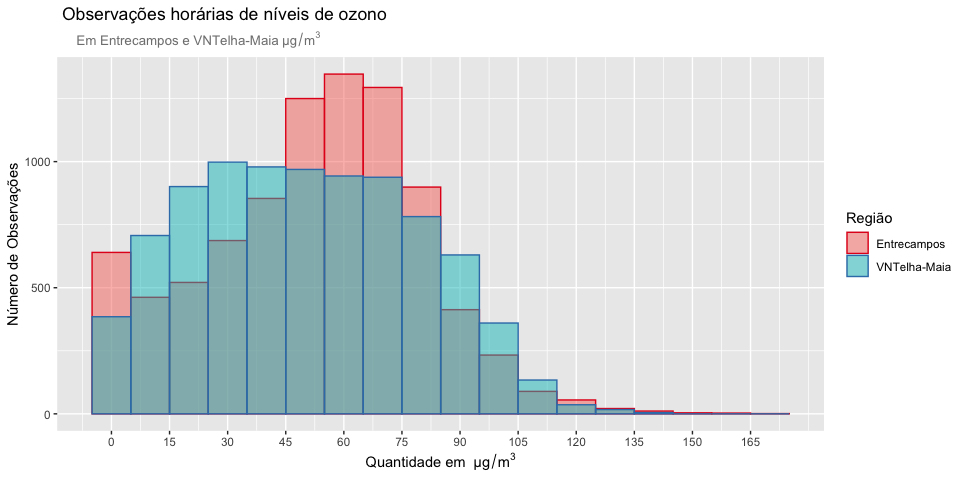 Observações horárias de níveis de ozono
Em Entrecampos e VNTelha-Maia µg/m³
Número de Observações
1000
500
0
0 15 30 45 60 75 90 105 120 135 150 165
Quantidade em µg/m³
Região
Entrecampos
VNTelha-Maia